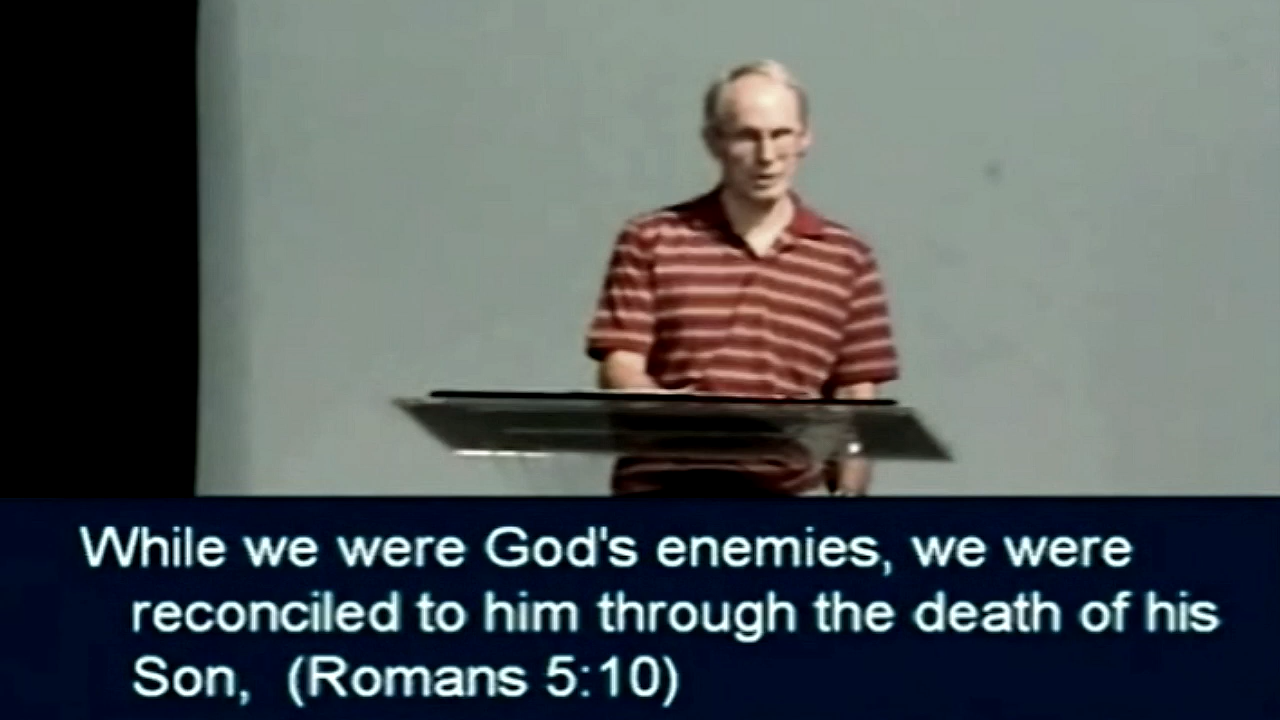 While we were God's enemies, we were
reconciled to him through the death of his
Son,  (Romans 5:10)